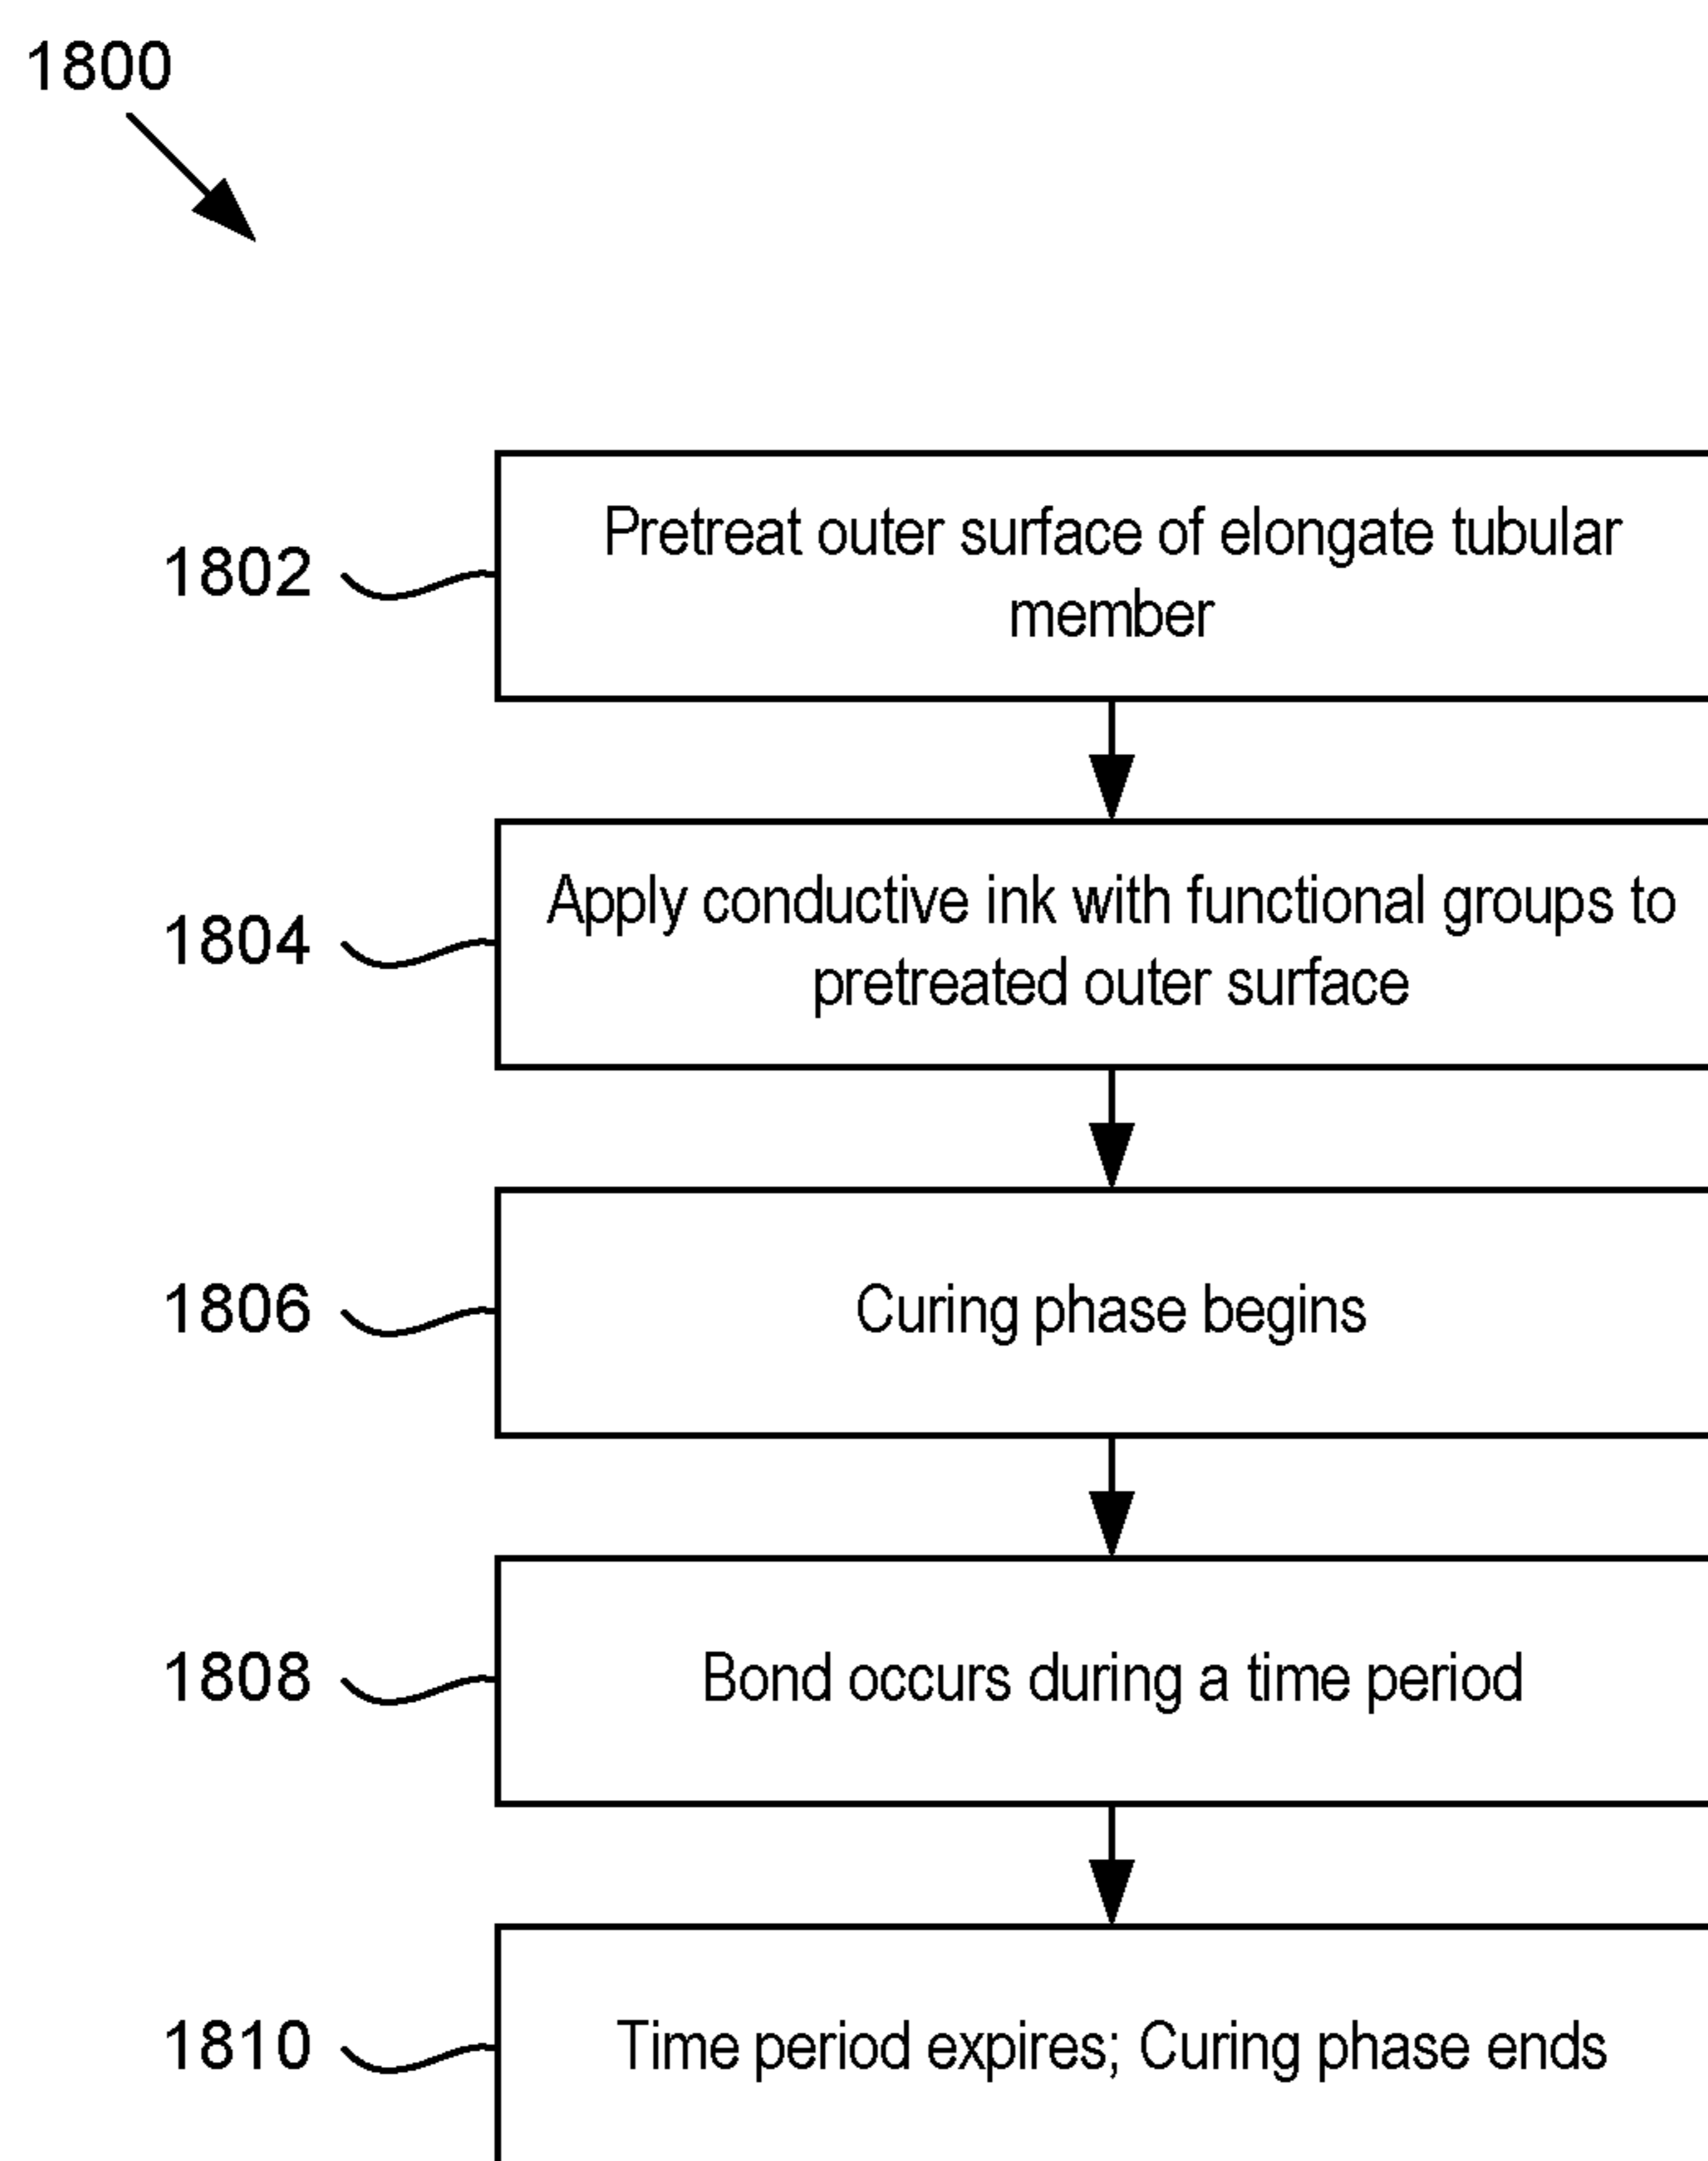 1800
1802
Pretreat outer surface of elongate tubular
member
1804
Apply conductive ink with functional groups to
pretreated outer surface
1806
Curing phase begins
1808
Bond occurs during a time period
1810
Time period expires; Curing phase ends